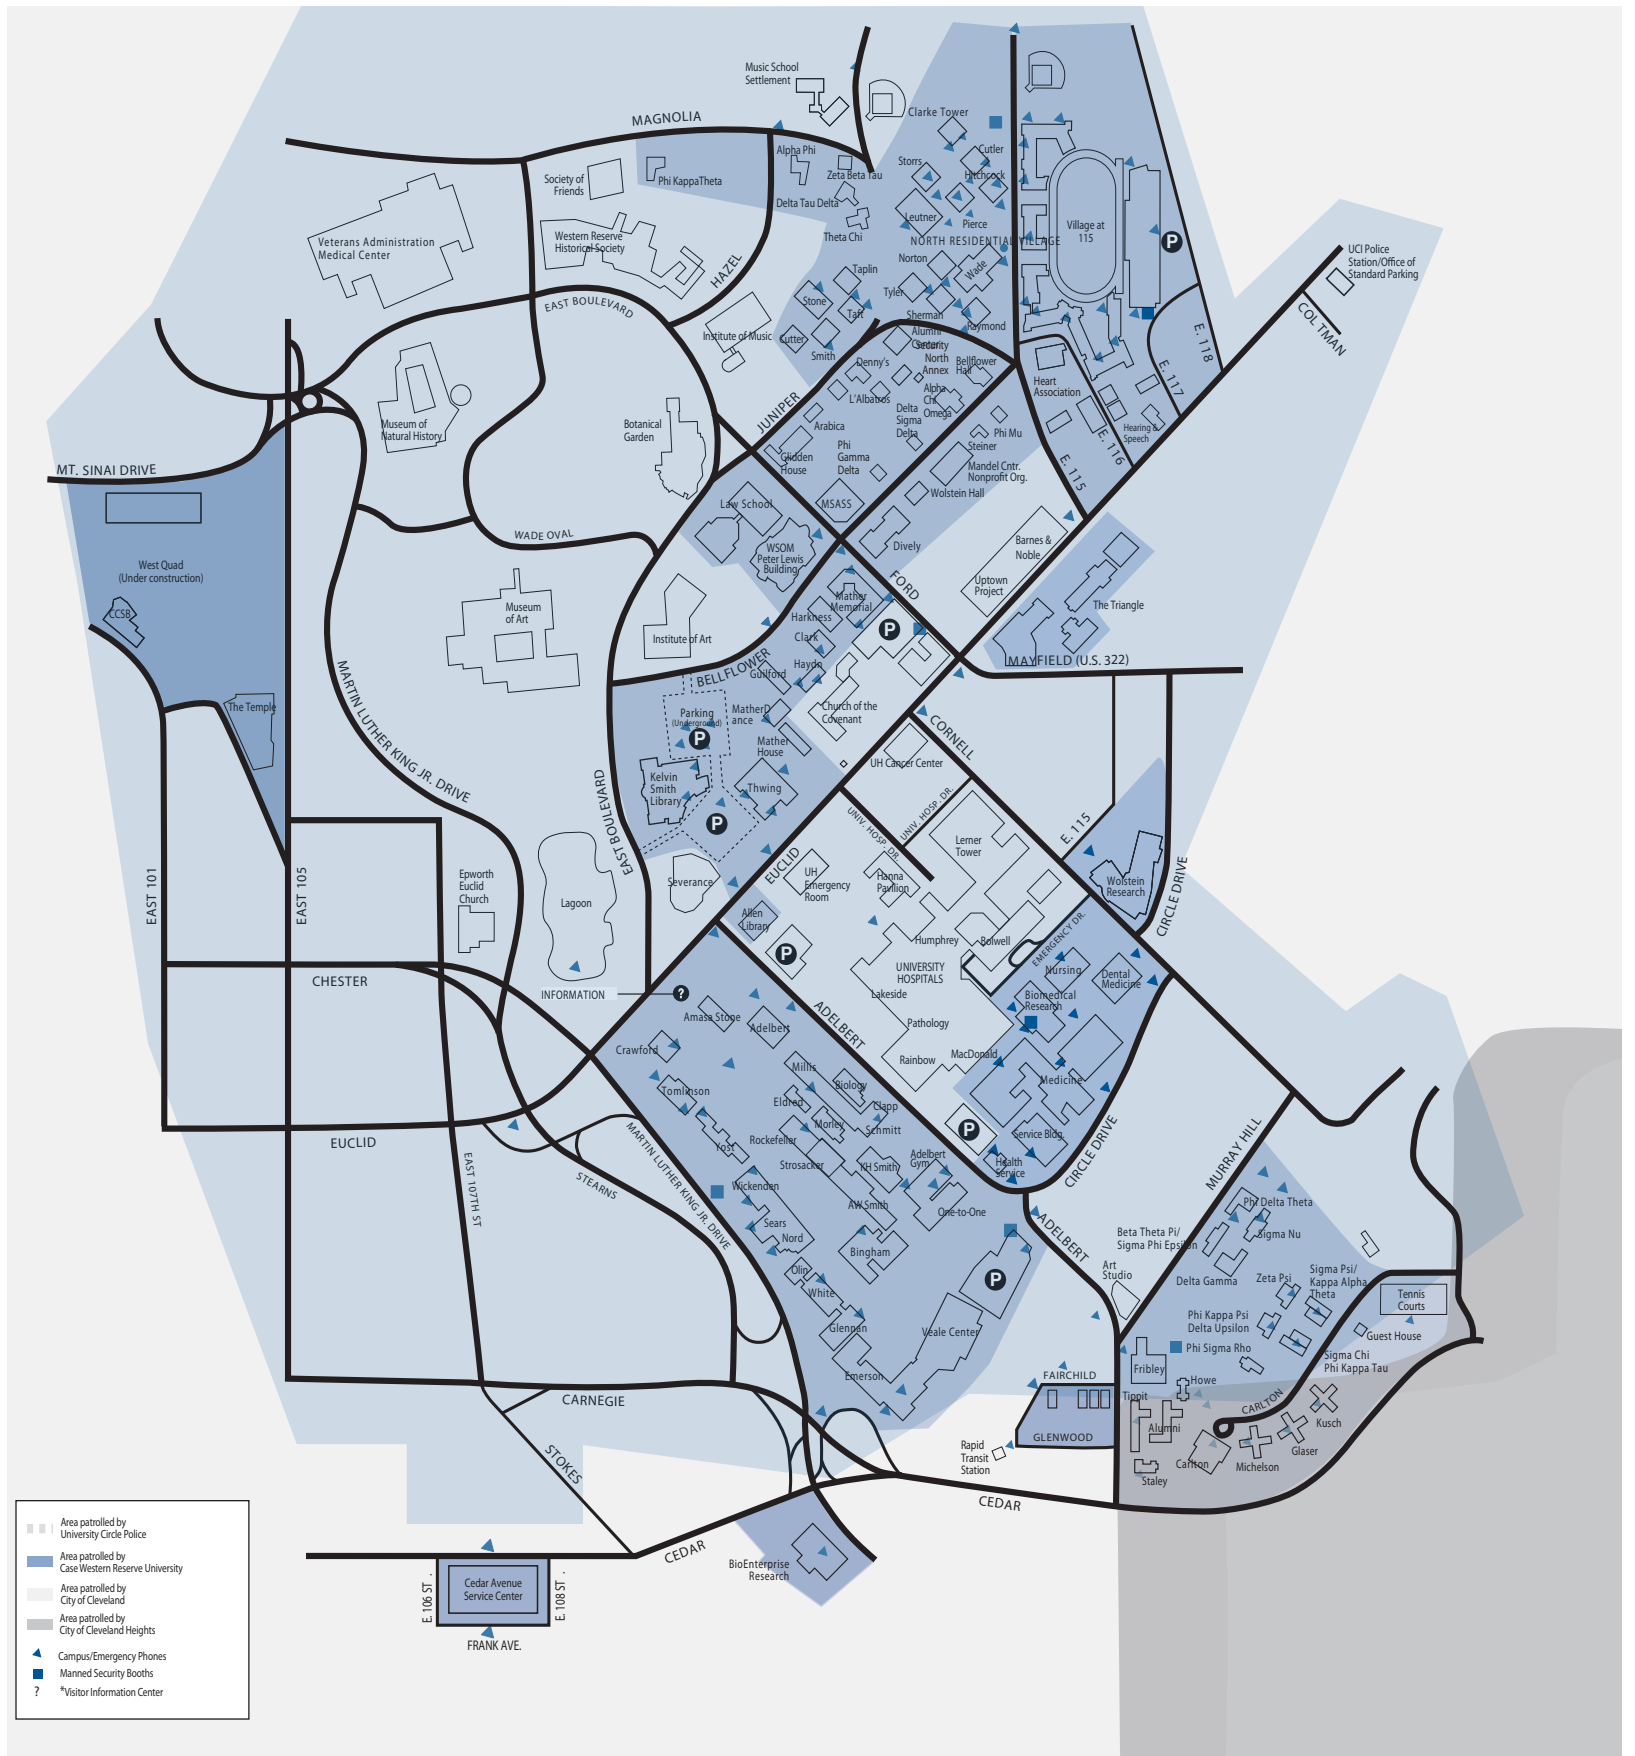 Music School
Settlement
MAGNOLIA
Clarke Tower
Alpha Phi
Cutler
Storrs
Society of
Friends
Phi KappaTheta
Zeta Beta Tau
Hitchcock
Delta Tau Delta
Leutner
Pierce
Village at
115
P
Veterans Administration
Medical Center
Western Reserve
Historical Society
Theta Chi
NORTH RESIDENTIAL VILLAGE
UCI Police
Station/Office of
Standard Parking
HAZEL
Norton
Wade
Taplin
Tyler
EAST BOULEVARD
Stone
Taft
Sherman
Raymond
COLTMAN
Institute of Music
Cutter
Smith
Alumni
Center
Security
North
Annex
Bellflower
Hall
E. 118
Denny's
Heart
Association
E. 117
L'Albatros
Alpha
Chi
Omega
JUNIPER
Delta
Sigma
Delta
Arabica
Museum of
Natural History
Botanical
Garden
Phi Mu
Hearing &
Speech
E. 116
Steiner
Phi
Gamma
Delta
Glidden
House
Mandel Cntr.
Nonprofit Org.
E. 115
MT. SINAI DRIVE
Wolstein Hall
Law School
MSASS
WADE OVAL
Dively
Barnes &
Noble
WSOM
Peter Lewis
Building
West Quad
(Under construction)
FORD
Uptown
Project
Mather
Memorial
The Triangle
CCSB
Museum
of Art
Harkness
P
Institute of Art
Clark
MAYFIELD (U.S. 322)
BELLFLOWER
Haydn
Guilford
MARTIN LUTHER KING JR. DRIVE
The Temple
Parking
(Underground)
P
MatherD
ance
Church of the
Covenant
CORNELL
Mather
House
UH Cancer Center
Kelvin
Smith
Library
Thwing
EAST BOULEVARD
P
UNIV. HOSP. DR.
UNIV. HOSP. DR.
E. 115
Lerner
Tower
EUCLID
UH
Emergency
Room
Hanna
Pavilion
Wolstein
Research
CIRCLE DRIVE
EAST 101
EAST 105
Epworth
Euclid
Church
Lagoon
Severance
Allen
Library
EMERGENCY DR.
Humphrey
Bolwell
P
UNIVERSITY
HOSPITALS
Nursing
Dental
Medicine
CHESTER
INFORMATION
?
Lakeside
Biomedical
Research
Amasa Stone
Adelbert
ADELBERT
Pathology
Crawford
Rainbow
MacDonald
Millis
Medicine
Tomlinson
Biology
Eldred
Clapp
P
Morley
Schmitt
EUCLID
Rockefeller
Service Bldg.
MARTIN LUTHER KING JR. DRIVE
Yost
Strosacker
KH Smith
Adelbert
Gym
Health
Service
CIRCLE DRIVE
MURRAY HILL
EAST 107TH ST
STEARNS
Wickenden
AW Smith
One-to-One
Phi Delta Theta
Sears
Nord
ADELBERT
Beta Theta Pi/
Sigma Phi Epsilon
Sigma Nu
Bingham
Olin
P
Art
Studio
Delta Gamma
Zeta Psi
Sigma Psi/
Kappa Alpha
Theta
White
Tennis
Courts
Glennan
Veale Center
Phi Kappa Psi
Delta Upsilon
Guest House
Phi Sigma Rho
Sigma Chi
Phi Kappa Tau
Emerson
FAIRCHILD
Fribley
Howe
CARNEGIE
Tippit
CARLTON
Kusch
Alumni
GLENWOOD
Rapid
Transit
Station
Glaser
STOKES
Carlton
Michelson
Staley
CEDAR
Area patrolled by
University Circle Police
Area patrolled by
Case Western Reserve University
Area patrolled by
City of Cleveland
Area patrolled by
City of Cleveland Heights
Campus/Emergency Phones
Manned Security Booths
? *Visitor Information Center
CEDAR
BioEnterprise
Research
E. 106 ST .
Cedar Avenue
Service Center
E. 108 ST .
FRANK AVE.